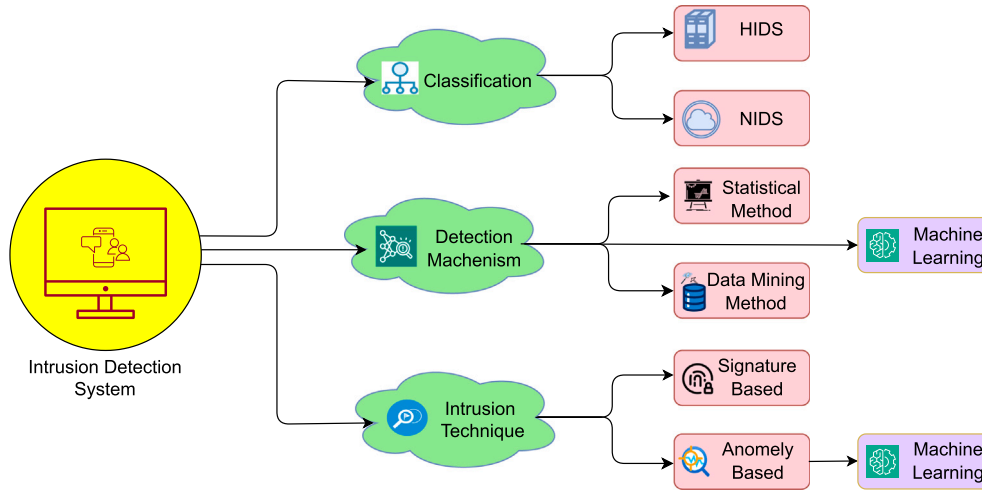 HIDS
Classification
NIDS
Statistical
Method
Detection
Machenism
Machine
Learning
Data Mining
Method
Intrusion Detection
System
Signature
Based
Intrusion
Technique
Anomely
Based
Machine
Learning